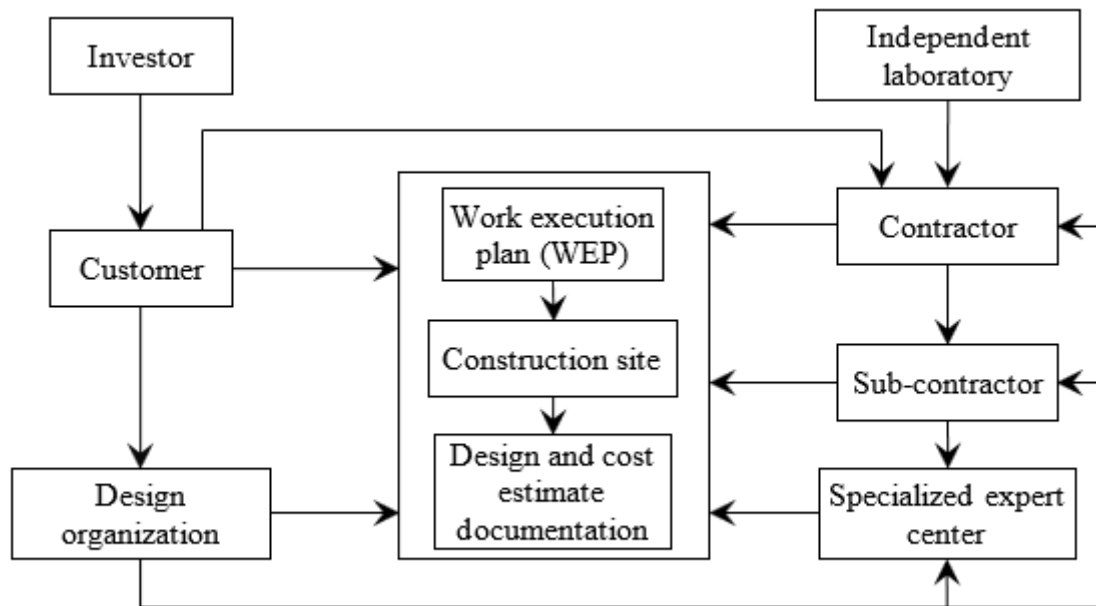 Investor
Independent
laboratory
Work execution
plan (WEP)
Contractor
Customer
Construction site
Sub-contractor
Design and cost
estimate
documentation
Design
organization
Specialized expert
center